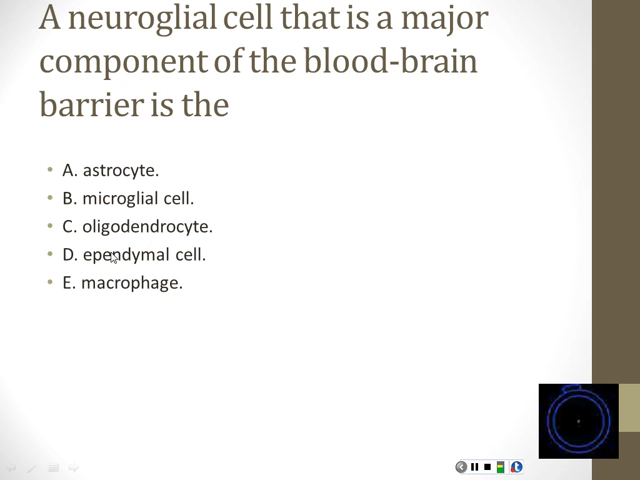 A neuroglial cell that is a major
component of the blood-brain
barrier is the
• A. astrocyte.
• B. microglial cell.
• C. oligodendrocyte.
• D. ependymal cell.
• E. macrophage.